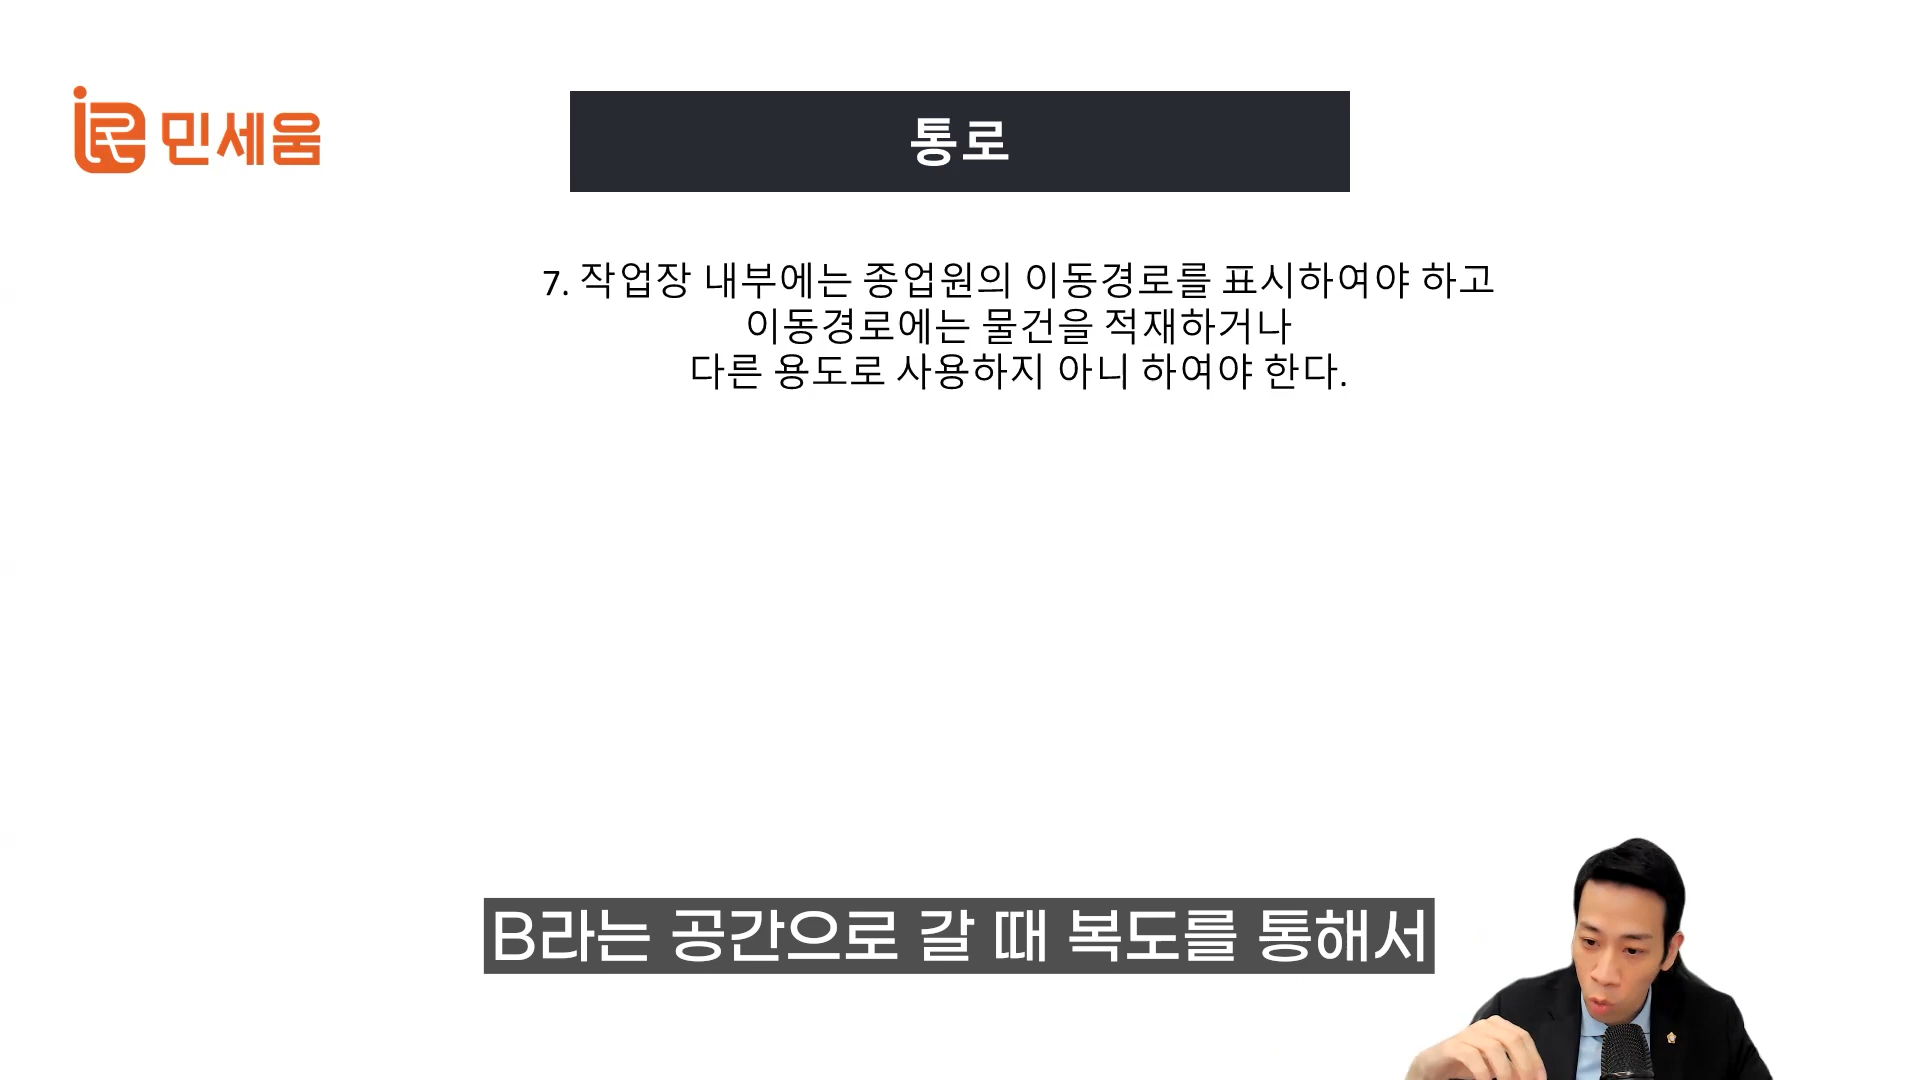 민세움
통로
7. 작업장 내부에는 종업원의 이동경로를 표시하여야 하고
이동경로에는 물건을 적재하거나
다른 용도로 사용하지 아니 하여야 한다.
B라는 공간으로 갈 때 복도를 통해서